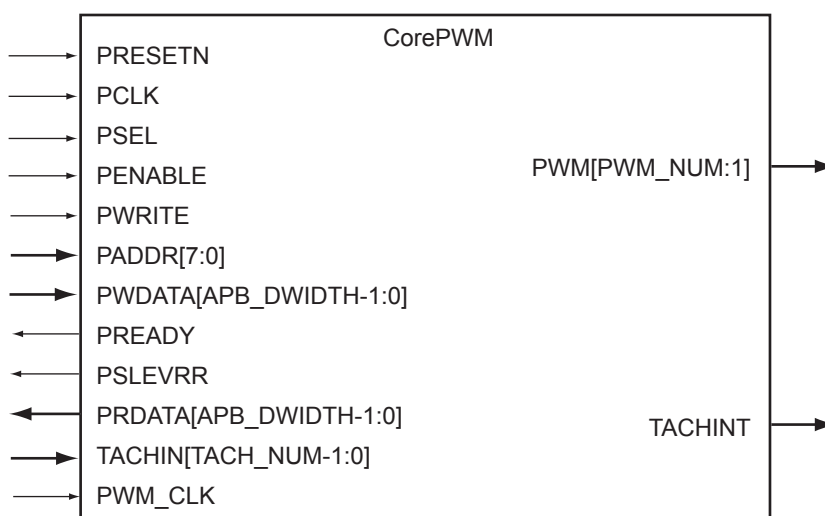 CorePWM
PRESETN
PCLK
PSEL
PENABLE
PWRITE
PADDR[7:0]
PWDATA[APB_DWIDTH-1:0]
PREADY
PSLEVRR
PRDATA[APB_DWIDTH-1:0]
TACHIN[TACH_NUM-1:0]
PWM_CLK
PWM[PWM_NUM:1]
TACHINT